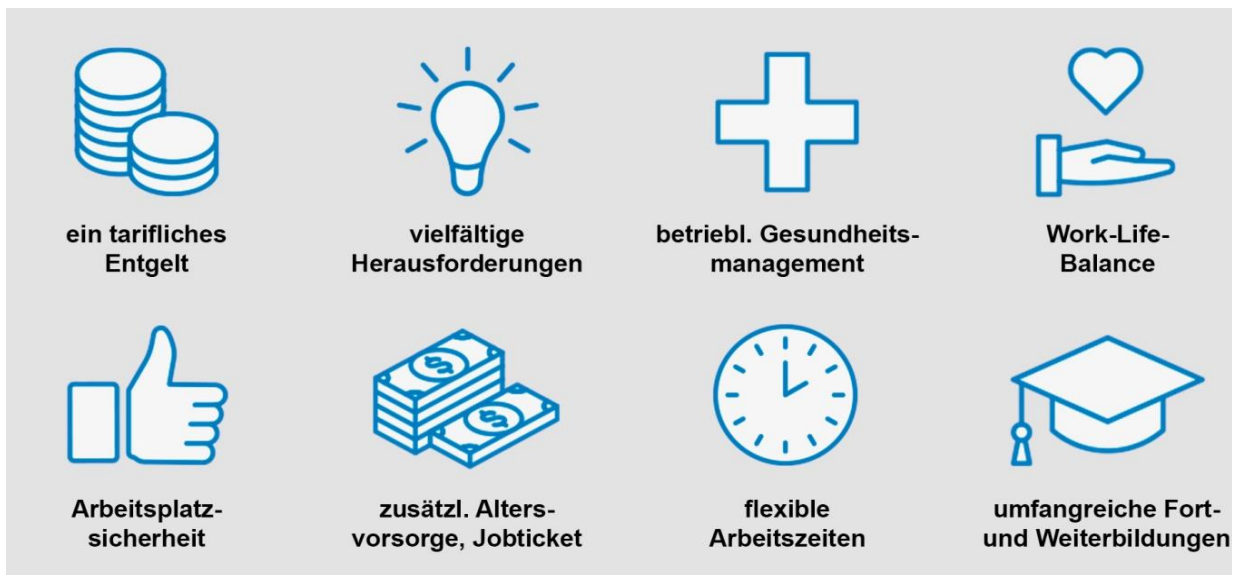 ein tarifliches
Entgelt
vielfältige
Herausforderungen
betriebl. Gesundheits-
management
Work-Life-
Balance
Arbeitsplatz-
sicherheit
zusätzl. Alters-
vorsorge, Jobticket
flexible
Arbeitszeiten
umfangreiche Fort-
und Weiterbildungen